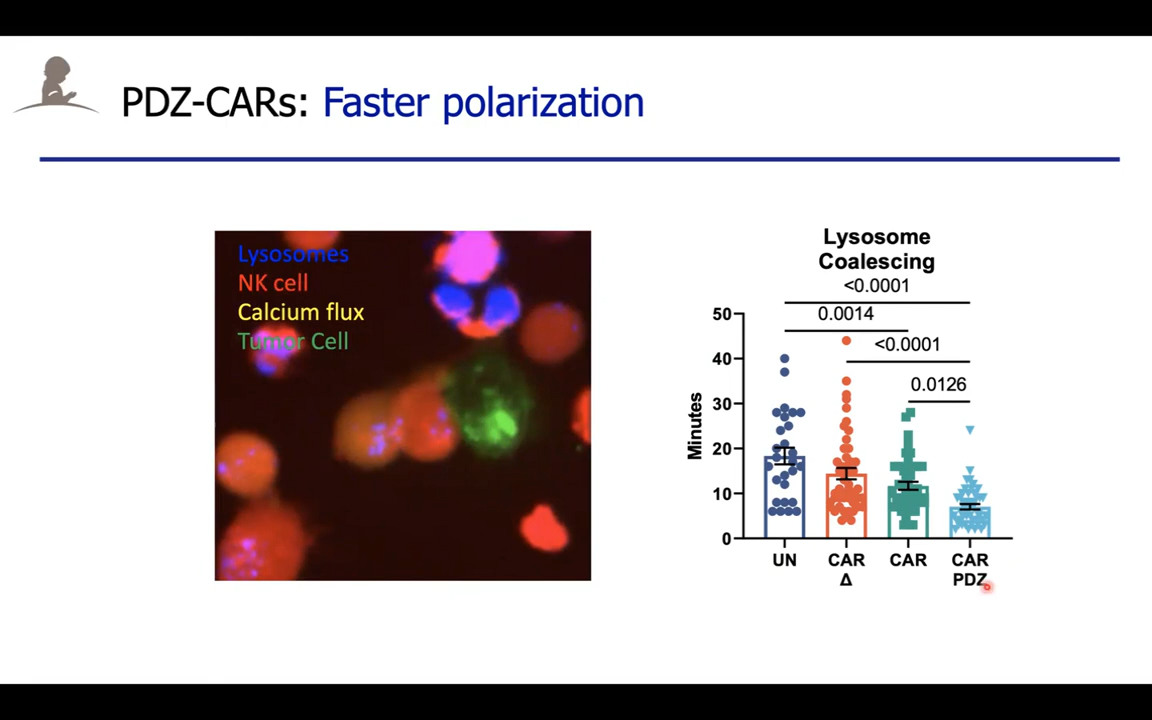 PDZ-CARs: Faster polarization
Lysosomes
NK cell
Calcium flux
Tumor Cell
Lysosome
Coalescing
<0.0001
0.0014
<0.0001
0.0126
Minutes
50
40
30
20
10
0
UN
CAR
Δ
CAR
CAR
PDZ